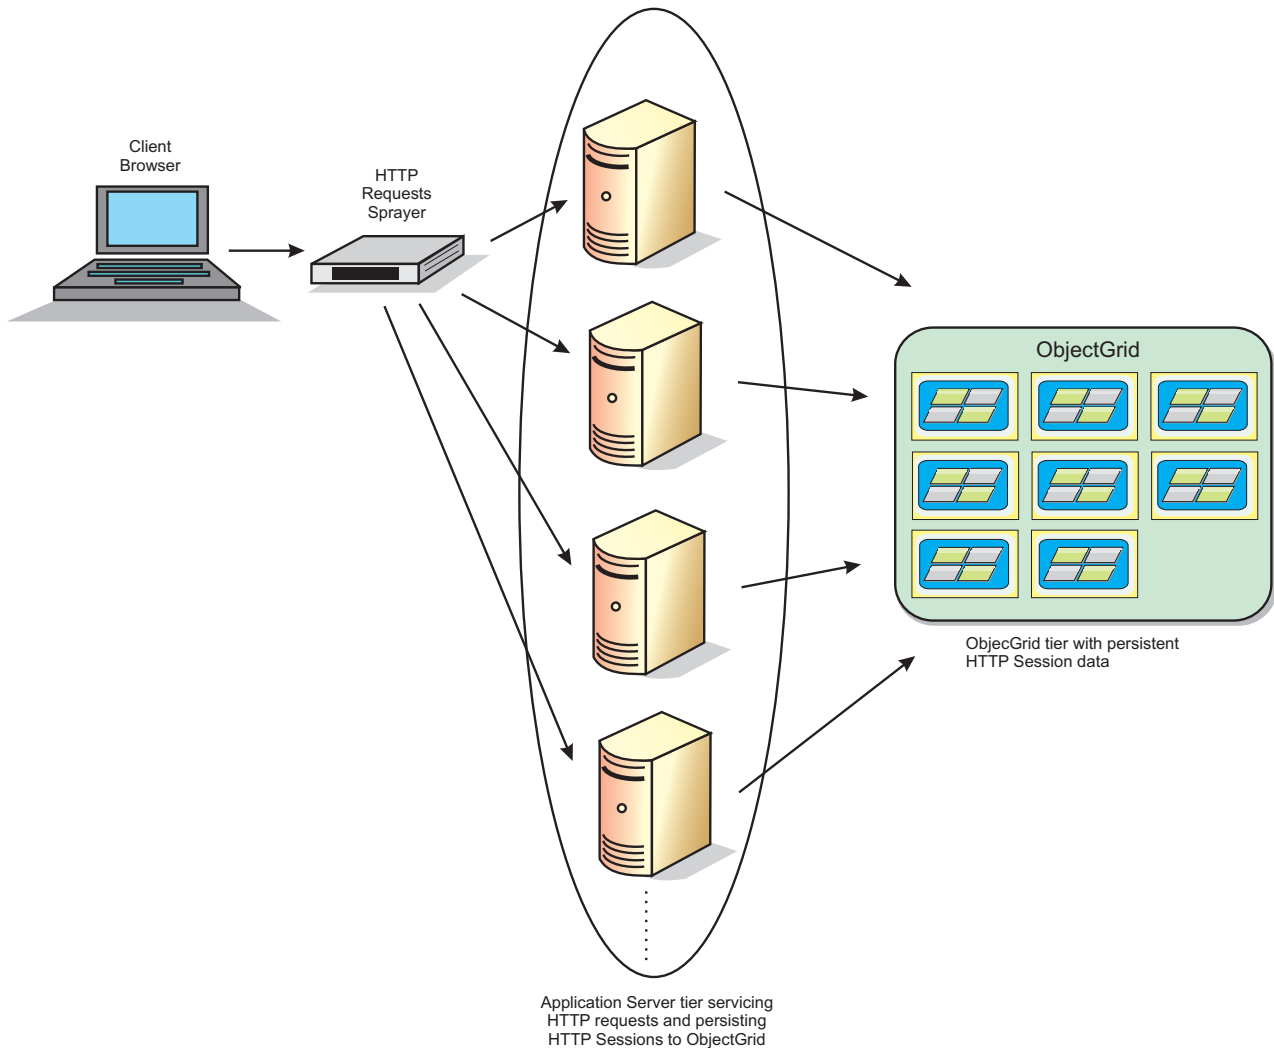 Client
Browser
HTTP
Requests
Sprayer
ObjectGrid
ObjecGrid tier with persistent
HTTP Session data
Application Server tier servicing
HTTP requests and persisting
HTTP Sessions to ObjectGrid